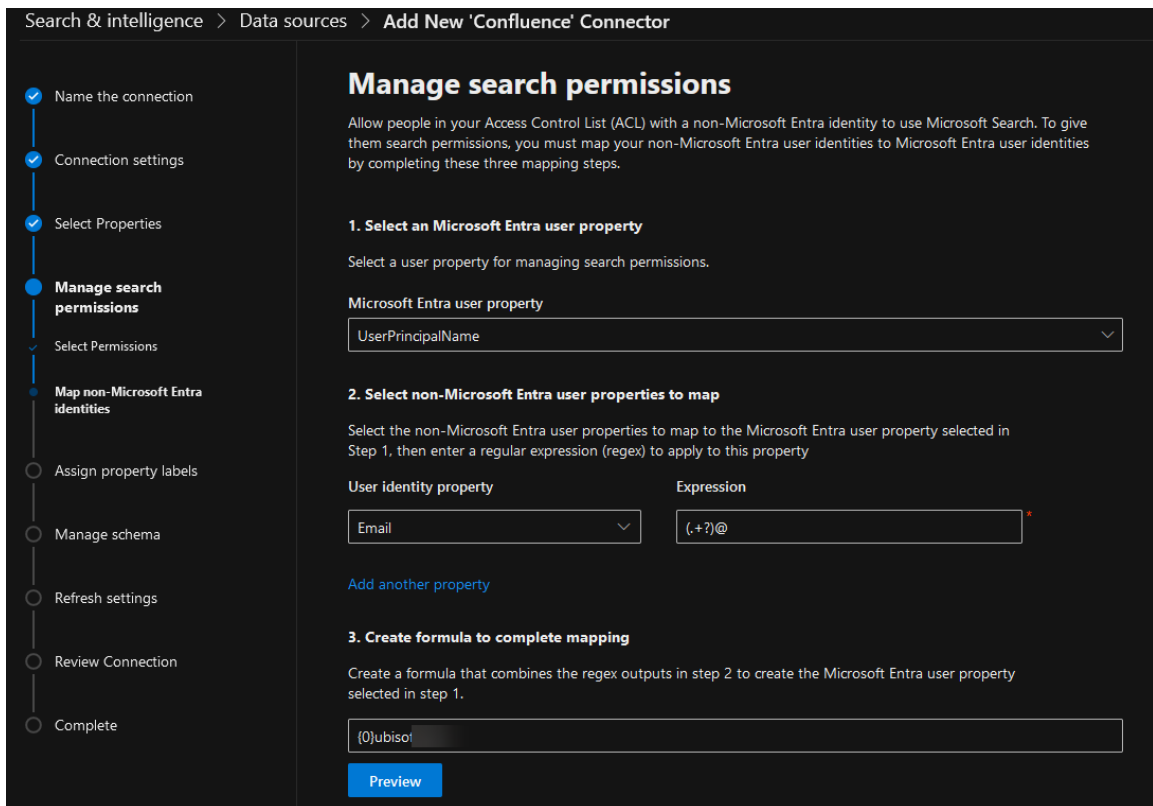 Search & intelligence > Data sources > Add New 'Confluence' Connector
Name the connection
Connection settings
Select Properties
Manage search
permissions
Select Permissions
Map non-Microsoft Entra
identities
Assign property labels
Manage schema
Refresh settings
Review Connection
Complete
Manage search permissions
Allow people in your Access Control List (ACL) with a non-Microsoft Entra identity to use Microsoft Search. To give
them search permissions, you must map your non-Microsoft Entra user identities to Microsoft Entra user identities
by completing these three mapping steps.
1. Select an Microsoft Entra user property
Select a user property for managing search permissions.
Microsoft Entra user property
UserPrincipalName
2. Select non-Microsoft Entra user properties to map
Select the non-Microsoft Entra user properties to map to the Microsoft Entra user property selected in
Step 1, then enter a regular expression (regex) to apply to this property
User identity property Expression
Email (.+?)@ *
Add another property
3. Create formula to complete mapping
Create a formula that combines the regex outputs in step 2 to create the Microsoft Entra user property
selected in step 1.
{0}ubiso
Preview